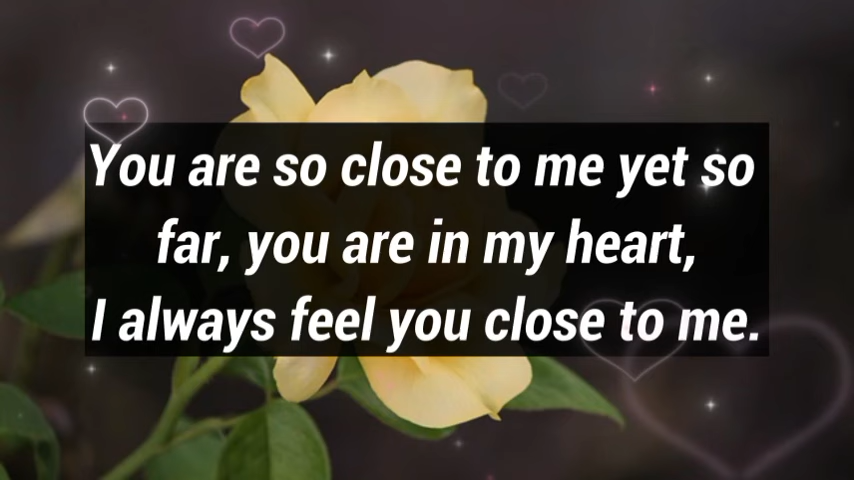 You are so close to me yet so
far, you are in my heart,
I always feel you close to me.